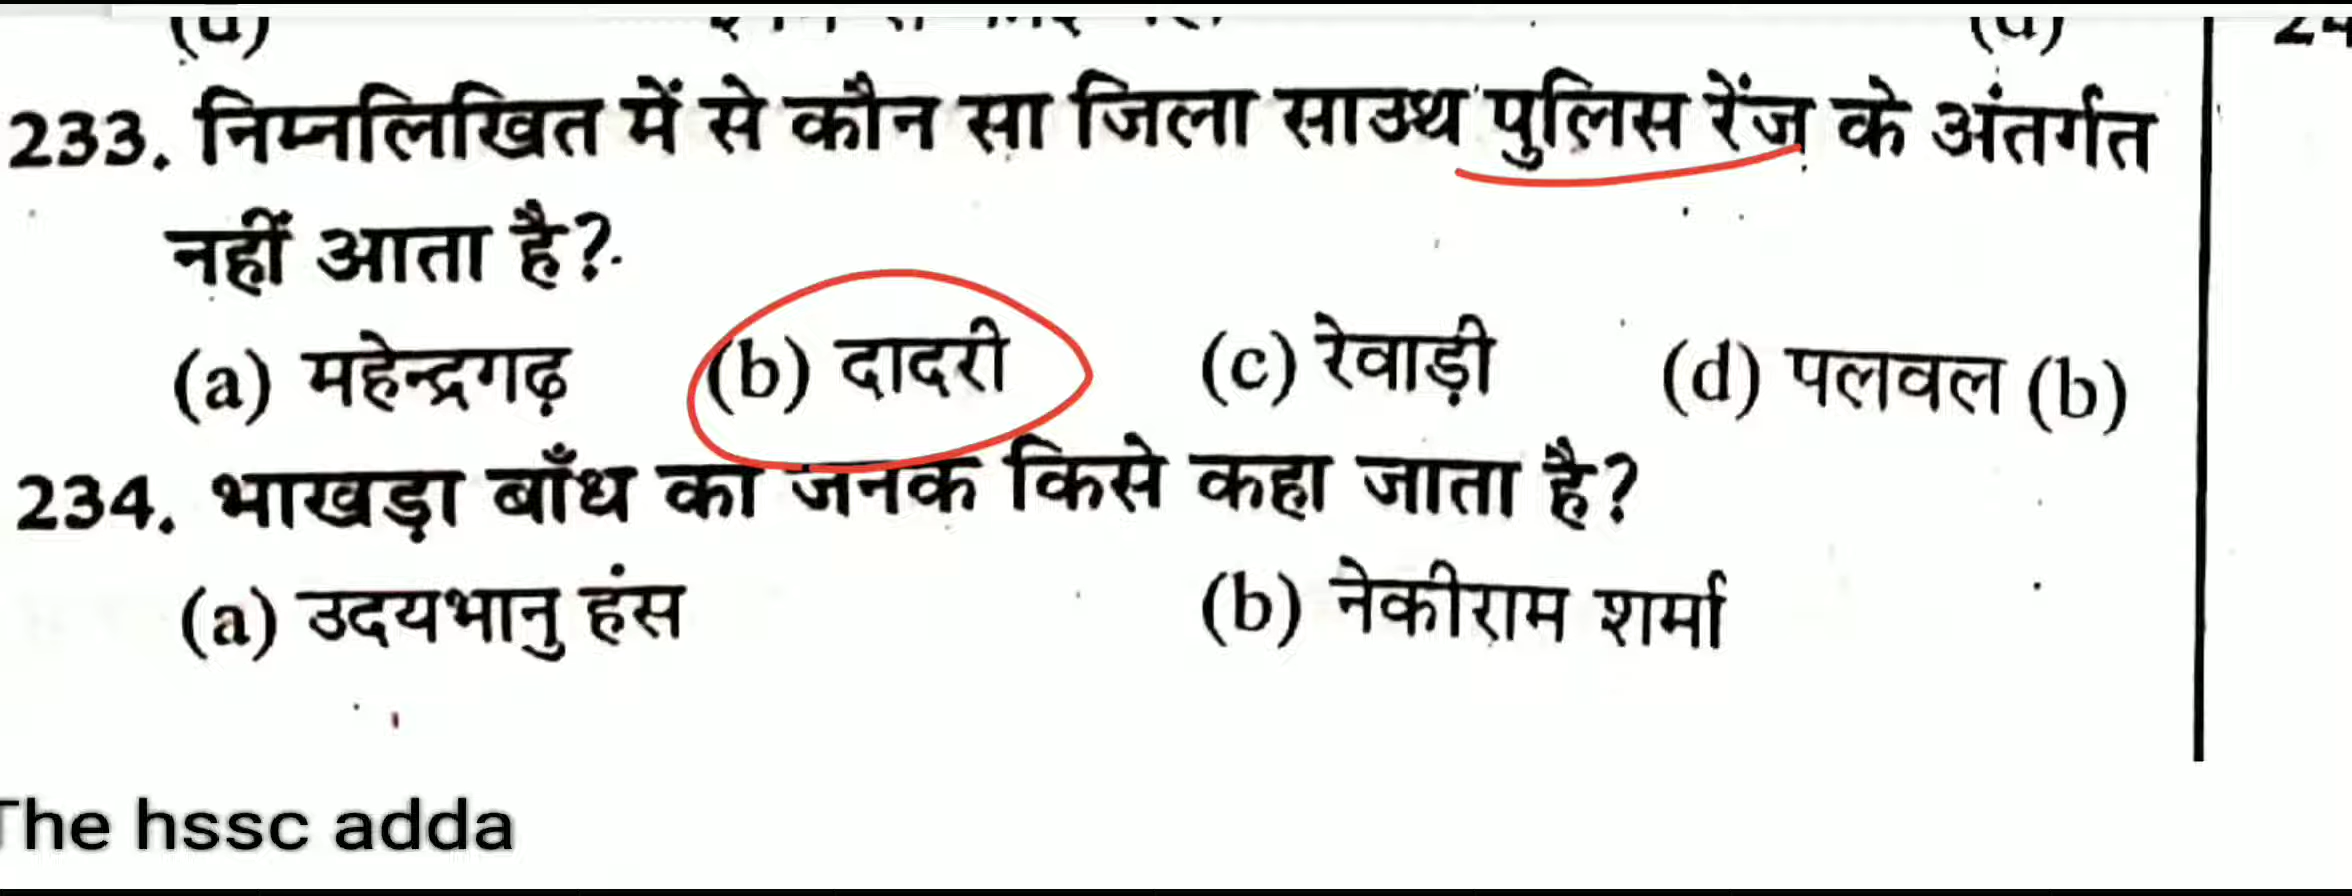 233. निम्नलिखित में से कौन सा जिला साउथ पुलिस रेंज के अंतर्गत
नहीं आता है?
(a) महेन्द्रगढ़ (b) दादरी (c) रेवाड़ी (d) पलवल (b)
234. भाखड़ा बाँध का जनक किसे कहा जाता है?
(a) उदयभानु हंस (b) नेकीराम शर्मा
The hssc adda